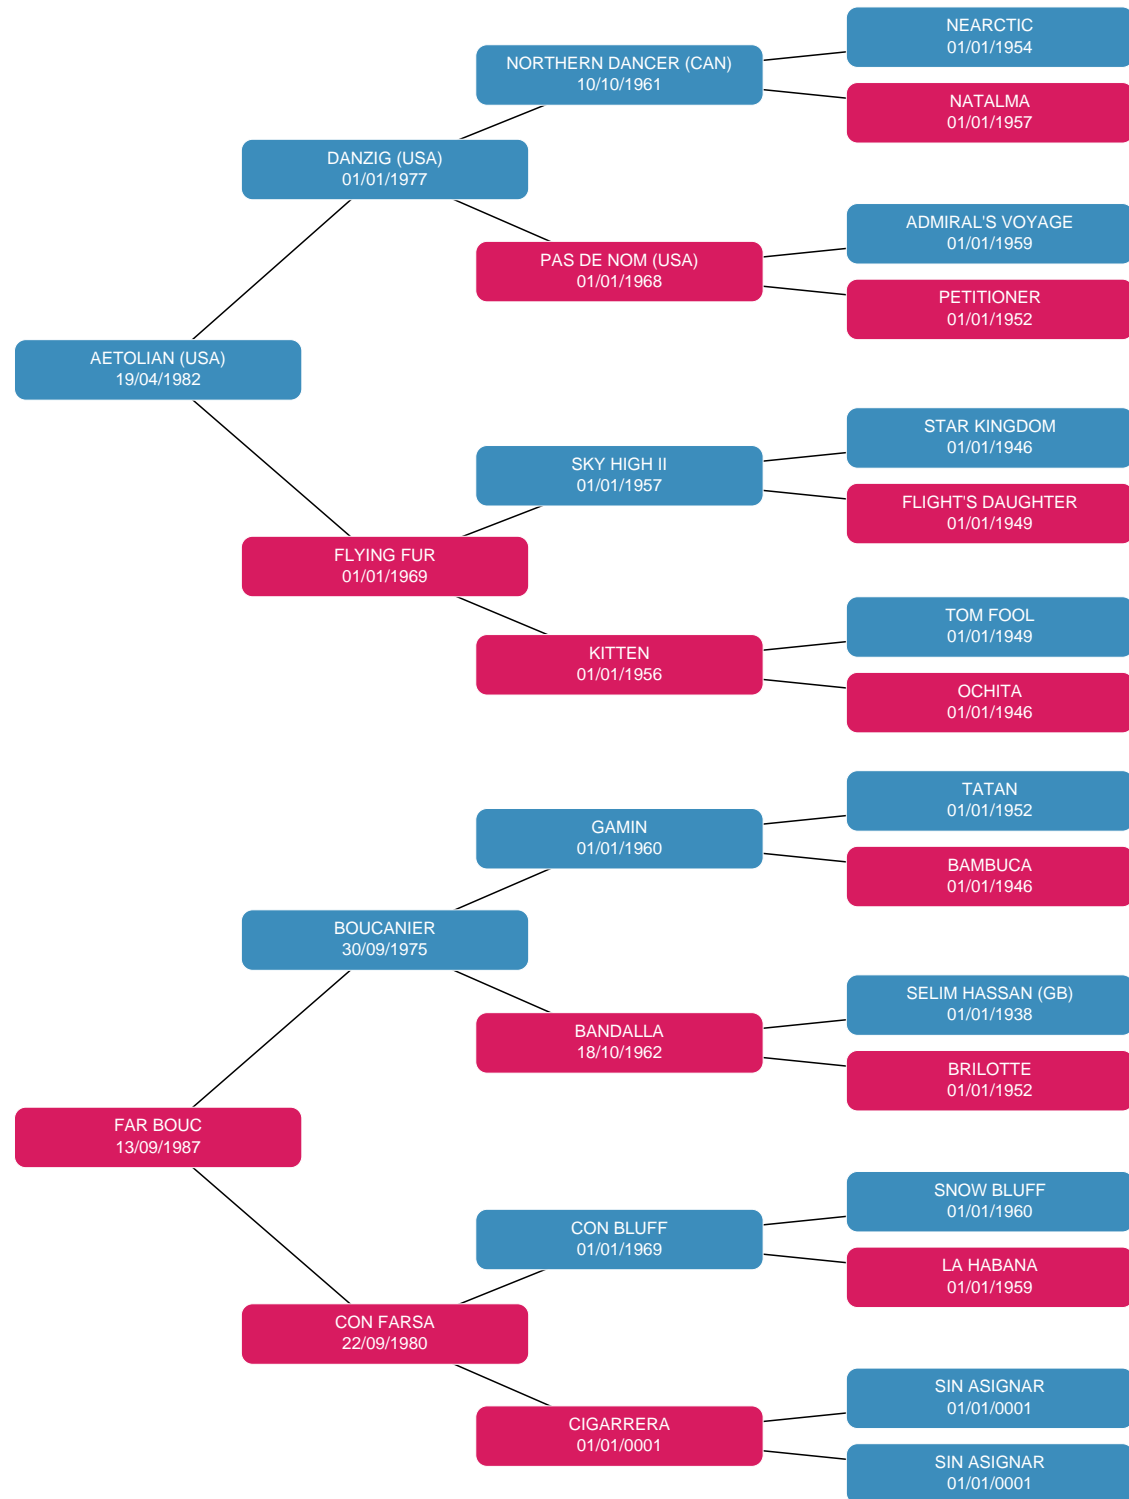 NEARCTIC
01/01/1954
NORTHERN DANCER (CAN)
10/10/1961
NATALMA
01/01/1957
DANZIG (USA)
01/01/1977
ADMIRAL'S VOYAGE
01/01/1959
PAS DE NOM (USA)
01/01/1968
PETITIONER
01/01/1952
AETOLIAN (USA)
19/04/1982
STAR KINGDOM
01/01/1946
SKY HIGH II
01/01/1957
FLIGHT'S DAUGHTER
01/01/1949
FLYING FUR
01/01/1969
TOM FOOL
01/01/1949
KITTEN
01/01/1956
OCHITA
01/01/1946
TATAN
01/01/1952
GAMIN
01/01/1960
BAMBUCA
01/01/1946
BOUCANIER
30/09/1975
SELIM HASSAN (GB)
01/01/1938
BANDALLA
18/10/1962
BRILOTTE
01/01/1952
FAR BOUC
13/09/1987
SNOW BLUFF
01/01/1960
CON BLUFF
01/01/1969
LA HABANA
01/01/1959
CON FARSA
22/09/1980
SIN ASIGNAR
01/01/0001
CIGARRERA
01/01/0001
SIN ASIGNAR
01/01/0001